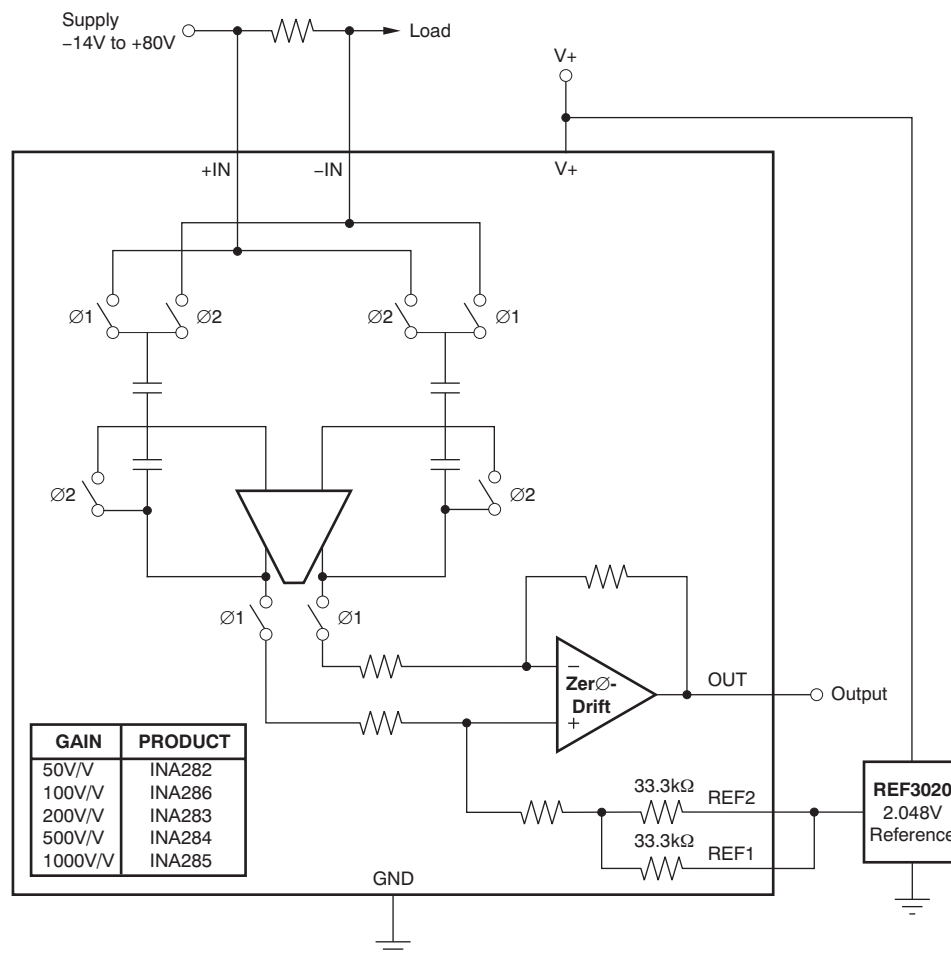 Supply
−14V to +80V
Load
V+
+IN
−IN
V+
∅1
∅2
∅2
∅1
∅2
∅2
∅1
∅1
Zer∅-
Drift
−
+
OUT
Output
GAIN PRODUCT
50V/V INA282
100V/V INA286
200V/V INA283
500V/V INA284
1000V/V INA285
33.3kΩ
REF2
33.3kΩ
REF1
REF3020
2.048V
Reference
GND